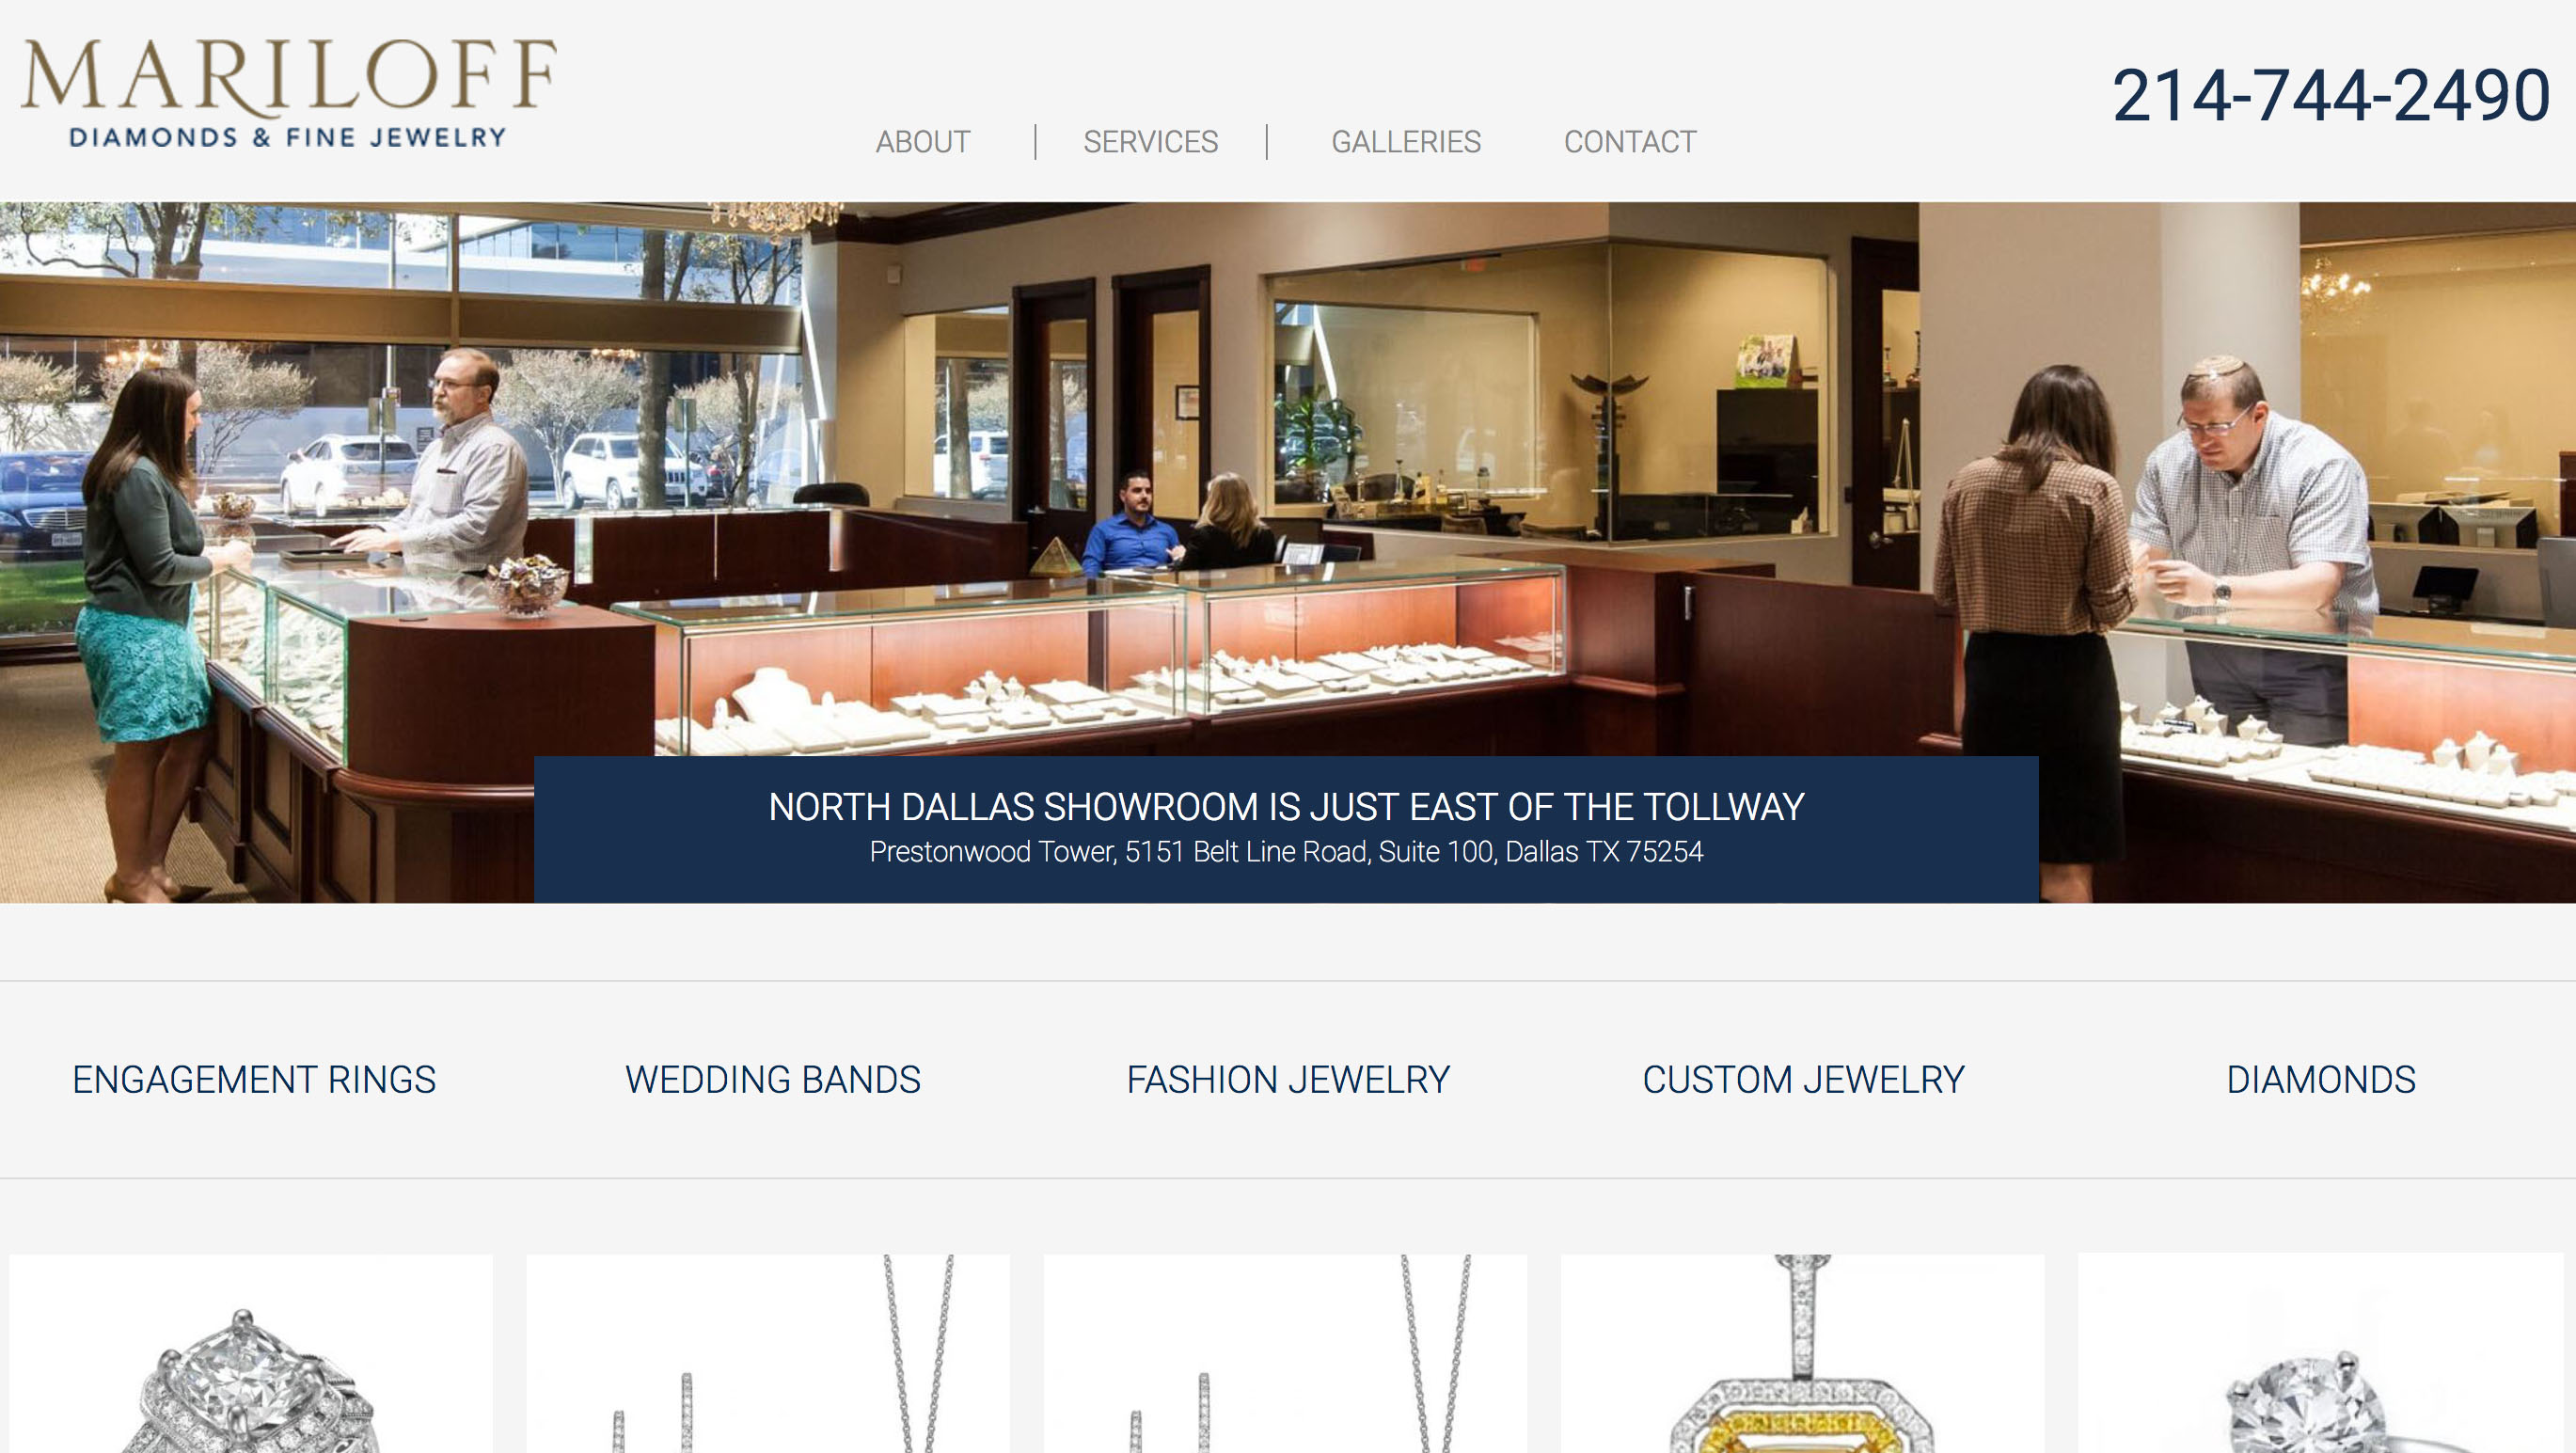 MARILOFF
DIAMONDS & FINE JEWELRY
ABOUT
SERVICES
GALLERIES
CONTACT
214-744-2490
NORTH DALLAS SHOWROOM IS JUST EAST OF THE TOLLWAY
Prestonwood Tower, 5151 Belt Line Road, Suite 100, Dallas TX 75254
ENGAGEMENT RINGS
WEDDING BANDS
FASHION JEWELRY
CUSTOM JEWELRY
DIAMONDS